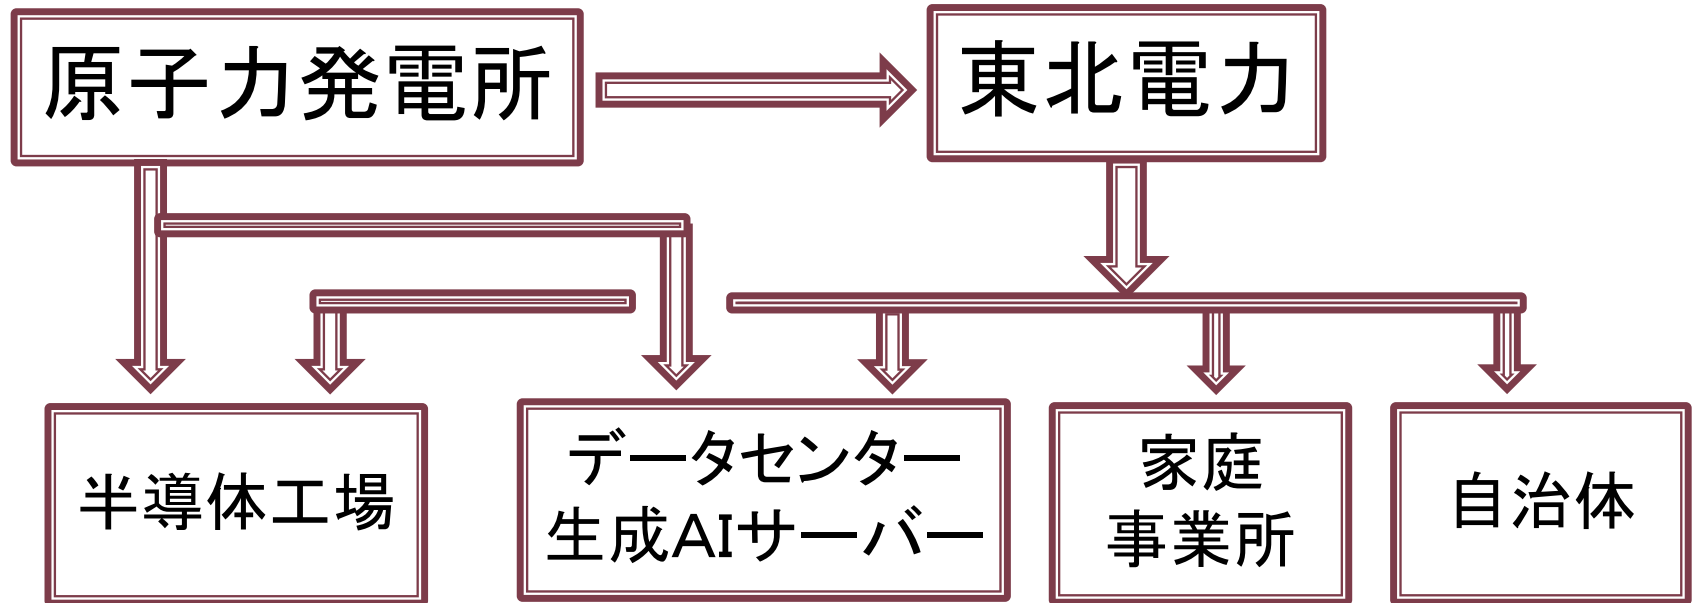 原子力発電所
東北電力
半導体工場
データセンター
生成AIサーバー
家庭
事業所
自治体